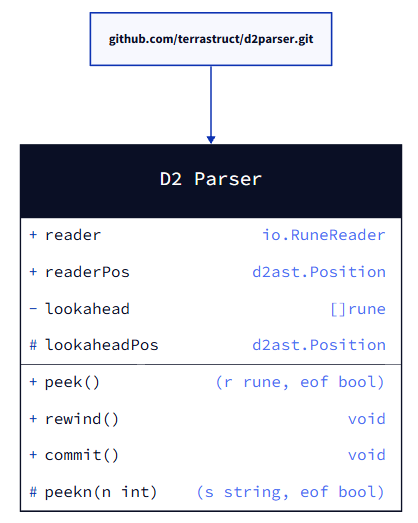 github.com/terrastruct/d2parser.git
D2 Parser
+ reader io.RuneReader
+ readerPos d2ast.Position
- lookahead []rune
# lookaheadPos d2ast.Position
+ peek() (r rune, eof bool)
+ rewind() void
+ commit() void
# peekn(n int) (s string, eof bool)